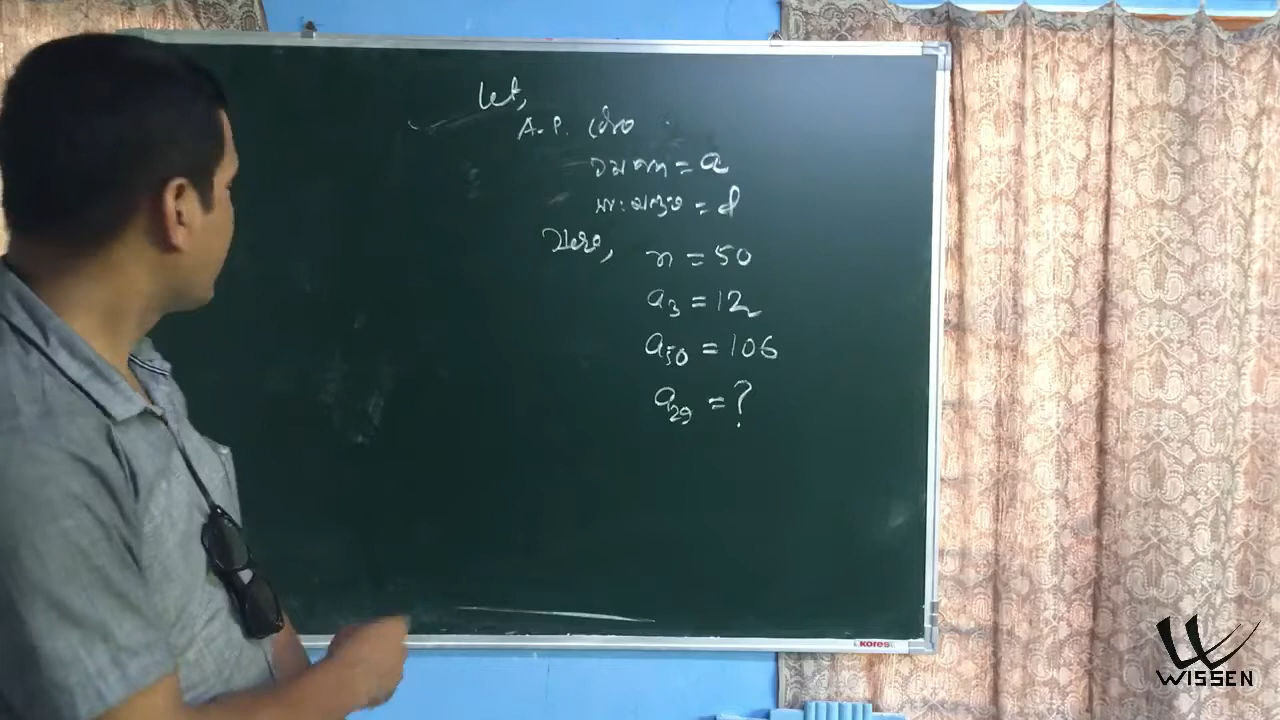 Let,
A.P.
= a
= d
n = 50
a₃ = 12
a₅₀ = 106
a₂₉ = ?
kores
WISSEN